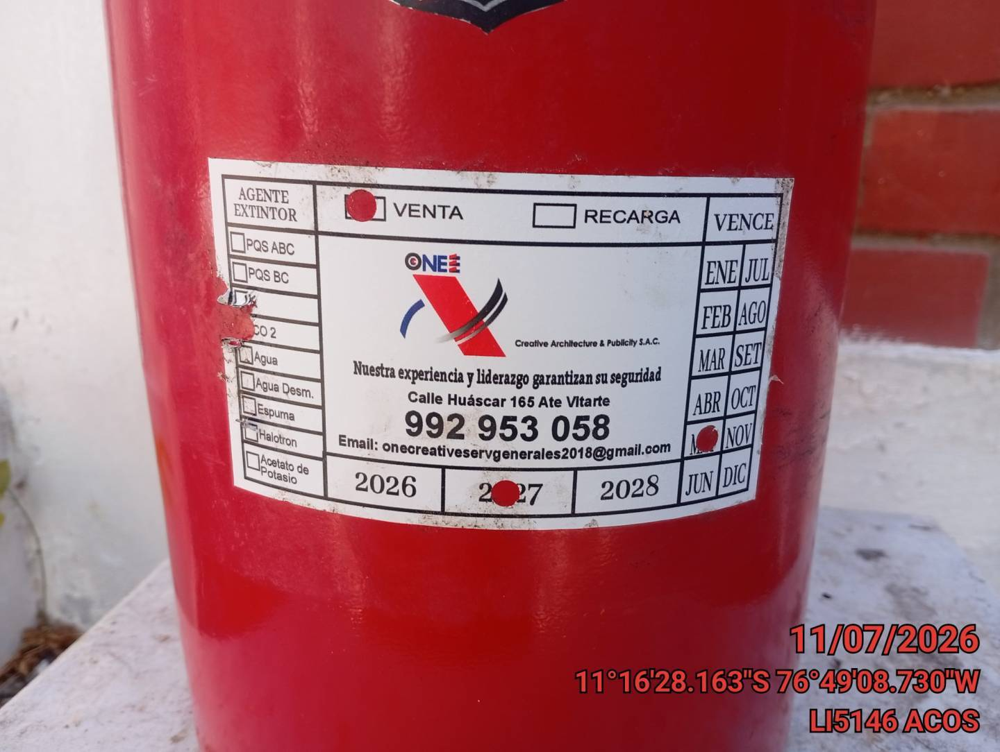 AGENTE
EXTINTOR
VENTA
RECARGA
VENCE
PQS ABC
PQS BC
CO 2
Agua
Agua Desm.
Espuma
Halotron
Acetato de
Potasio
ONE
Creative Architecture & Publicity S.A.C.
Nuestra experiencia y liderazgo garantizan su seguridad
Calle Huáscar 165 Ate Vitarte
992 953 058
Email: onecreativeservgenerales2018@gmail.com
ENE JUL
FEB AGO
MAR SET
ABR OCT
NOV
JUN DIC
2026
2028
11/07/2026
11°16'28.163"S 76°49'08.730"W
LI5146 ACOS